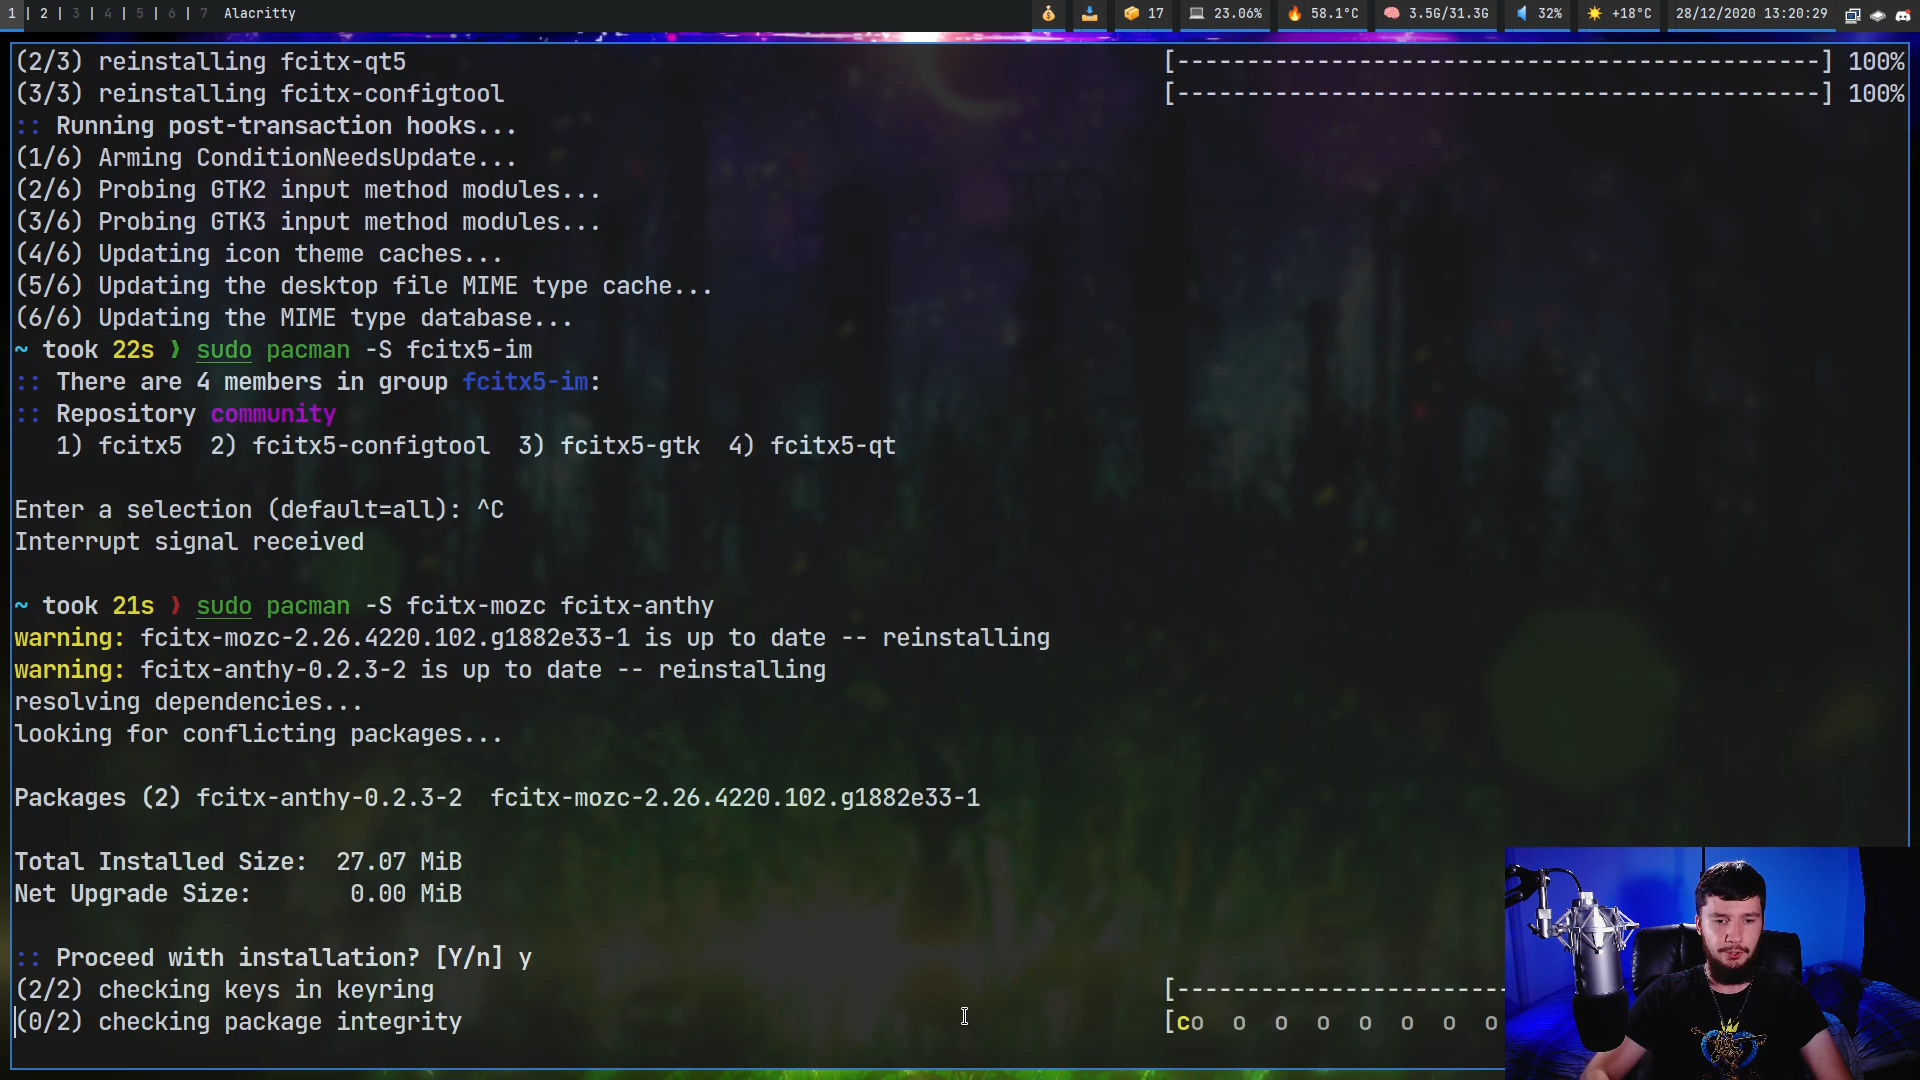 1 | 2 | 3 | 4 | 5 | 6 | 7 Alacritty 17 23.06% 58.1°C 3.5G/31.3G 32% +18°C 28/12/2020 13:20:29
(2/3) reinstalling fcitx-qt5 [----------------------------------------------] 100%
(3/3) reinstalling fcitx-configtool [----------------------------------------------] 100%
:: Running post-transaction hooks...
(1/6) Arming ConditionNeedsUpdate...
(2/6) Probing GTK2 input method modules...
(3/6) Probing GTK3 input method modules...
(4/6) Updating icon theme caches...
(5/6) Updating the desktop file MIME type cache...
(6/6) Updating the MIME type database...
~ took 22s ❯ sudo pacman -S fcitx5-im
:: There are 4 members in group fcitx5-im:
:: Repository community
1) fcitx5 2) fcitx5-configtool 3) fcitx5-gtk 4) fcitx5-qt
Enter a selection (default=all): ^C
Interrupt signal received
~ took 21s ❯ sudo pacman -S fcitx-mozc fcitx-anthy
warning: fcitx-mozc-2.26.4220.102.g1882e33-1 is up to date -- reinstalling
warning: fcitx-anthy-0.2.3-2 is up to date -- reinstalling
resolving dependencies...
looking for conflicting packages...
Packages (2) fcitx-anthy-0.2.3-2 fcitx-mozc-2.26.4220.102.g1882e33-1
Total Installed Size: 27.07 MiB
Net Upgrade Size: 0.00 MiB
:: Proceed with installation? [Y/n] y
(2/2) checking keys in keyring [------------------------
(0/2) checking package integrity [co o o o o o o o